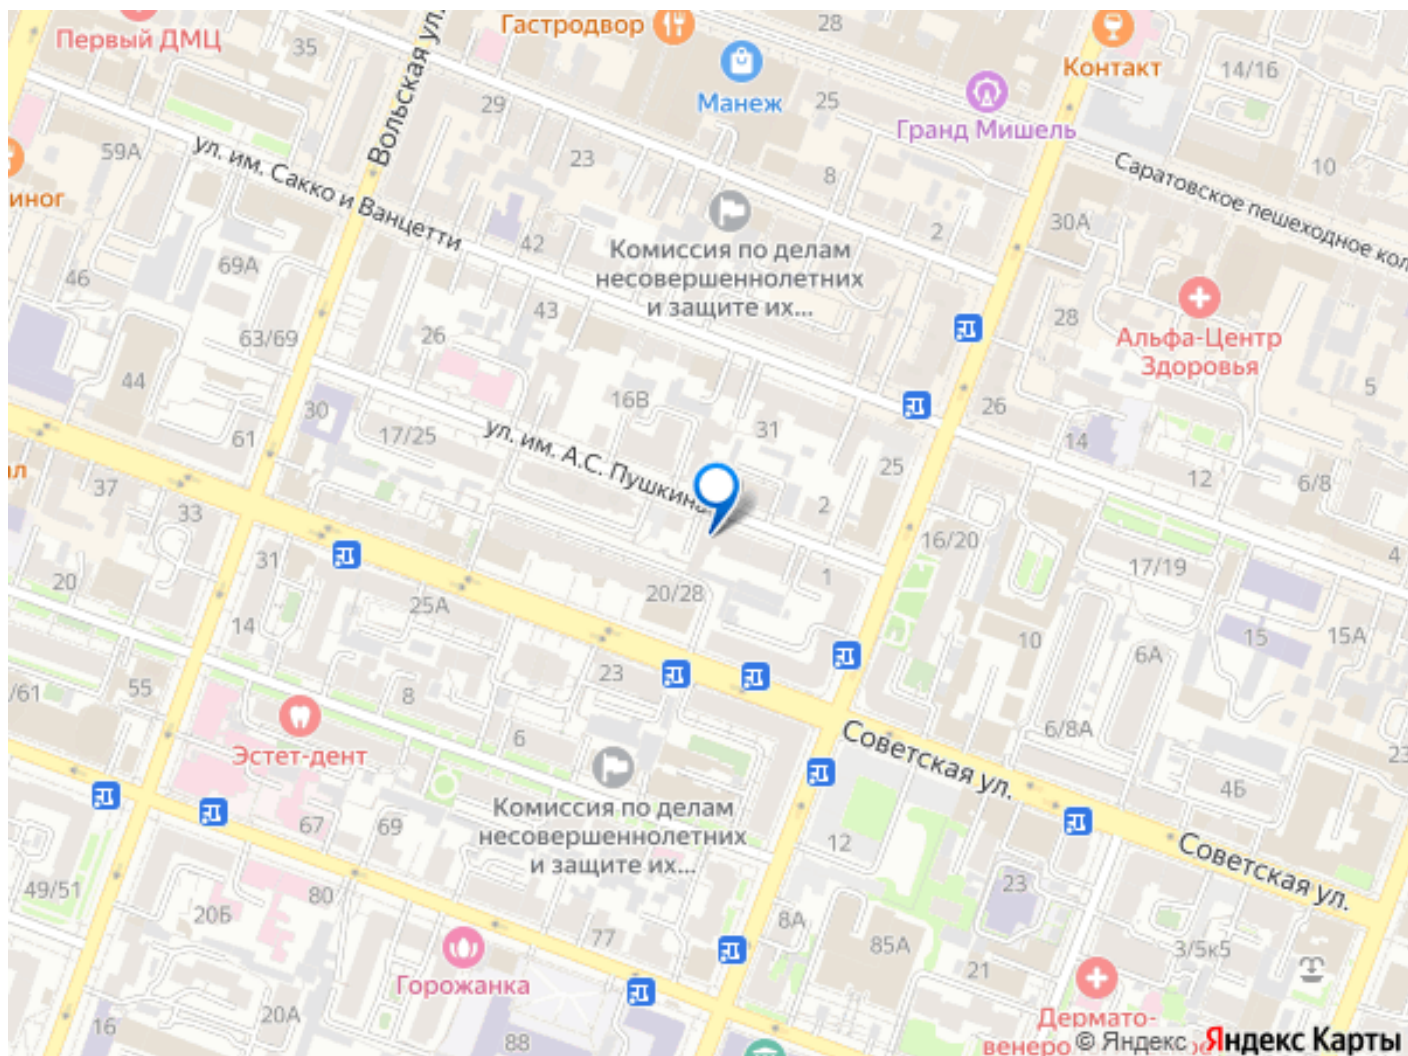 Первый ДМЦ
35
Вольская ул.
Гастродвор
28
Манеж
Контакт
14/16
29
25
Гранд Мишель
59А
ул. им. Сакко и Ванцетти
23
8
Саратовское пешеходное кол
10
иног
42
Комиссия по делам
несовершеннолетних
и защите их...
2
30А
46
69А
43
28
Альфа-Центр
Здоровья
63/69
26
44
16В
5
30
17/25
ул. им. А.С. Пушкина
31
26
14
61
25
ал
37
33
2
12
6/8
16/20
4
31
17/19
20
25А
20/28
1
14
10
6А
15
15А
/61
55
8
23
6
6/8А
Эстет-дент
Советская ул.
23
4Б
Комиссия по делам
несовершеннолетних
и защите их...
67
69
12
Советская ул.
49/51
80
23
20Б
77
8А
85А
3/5к5
Горожанка
21
20А
16
88
Дермато-
венеро
© Яндекс Яндекс Карты